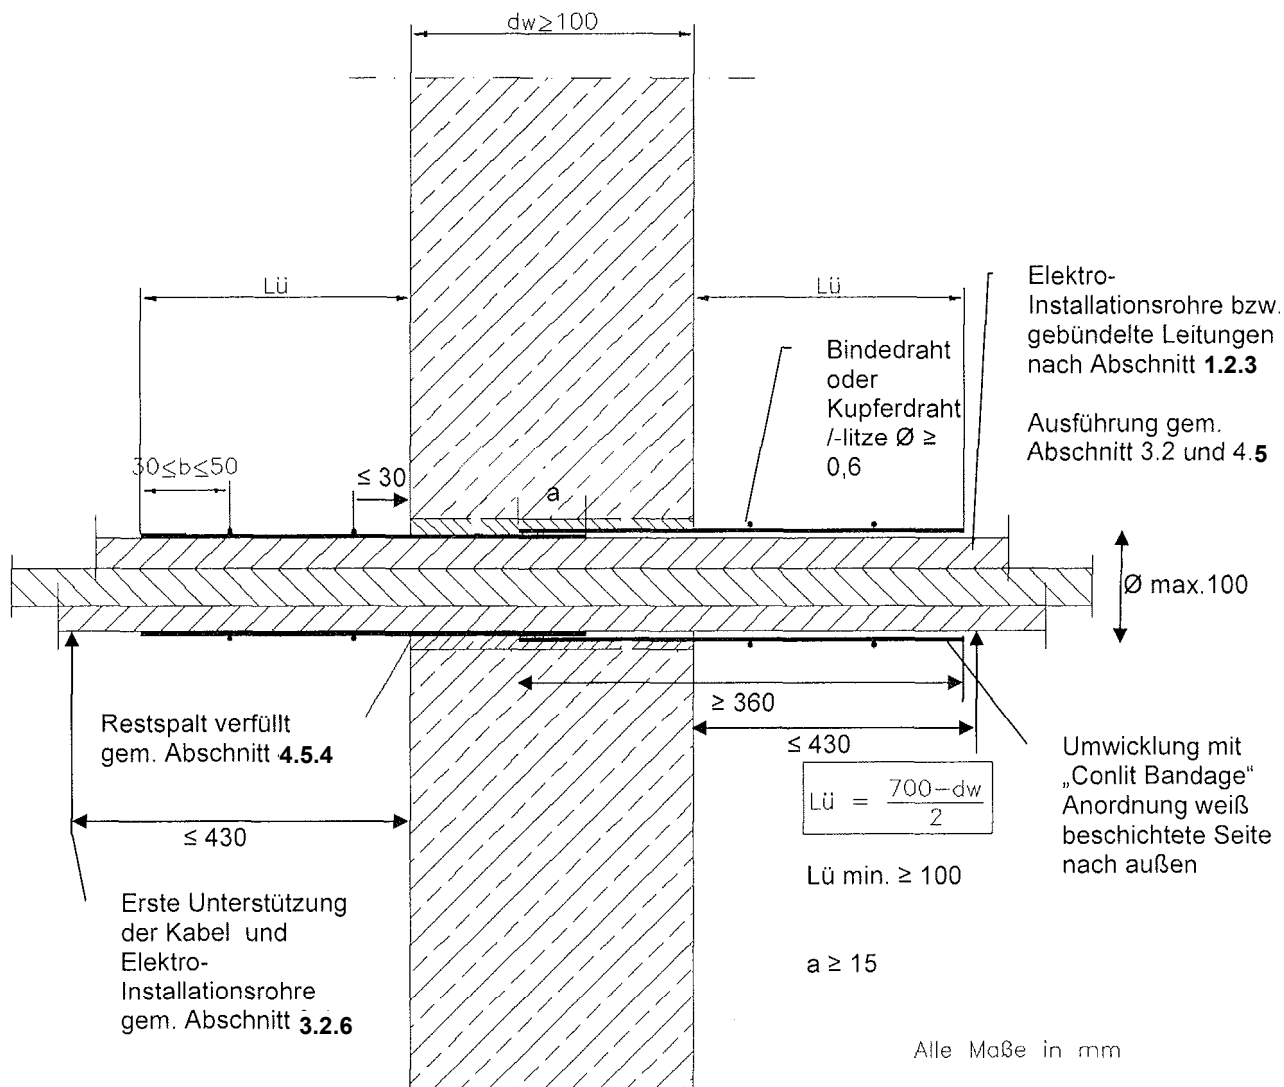 dw≥100
Lü
Lü
Elektro-
Installationsrohre bzw.
gebündelte Leitungen
nach Abschnitt 1.2.3
Ausführung gem.
Abschnitt 3.2 und 4.5
Bindedraht
oder
Kupferdraht
/-litze Ø ≥
0,6
30≤b≤50
≤ 30
a
Ø max.100
≥ 360
≤ 430
Restspalt verfüllt
gem. Abschnitt 4.5.4
≤ 430
Lü = 700-dw
2
Umwicklung mit
„Conlit Bandage“
Anordnung weiß
beschichtete Seite
nach außen
Lü min. ≥ 100
a ≥ 15
Erste Unterstützung
der Kabel und
Elektro-
Installationsrohre
gem. Abschnitt 3.2.6
Alle Maße in mm